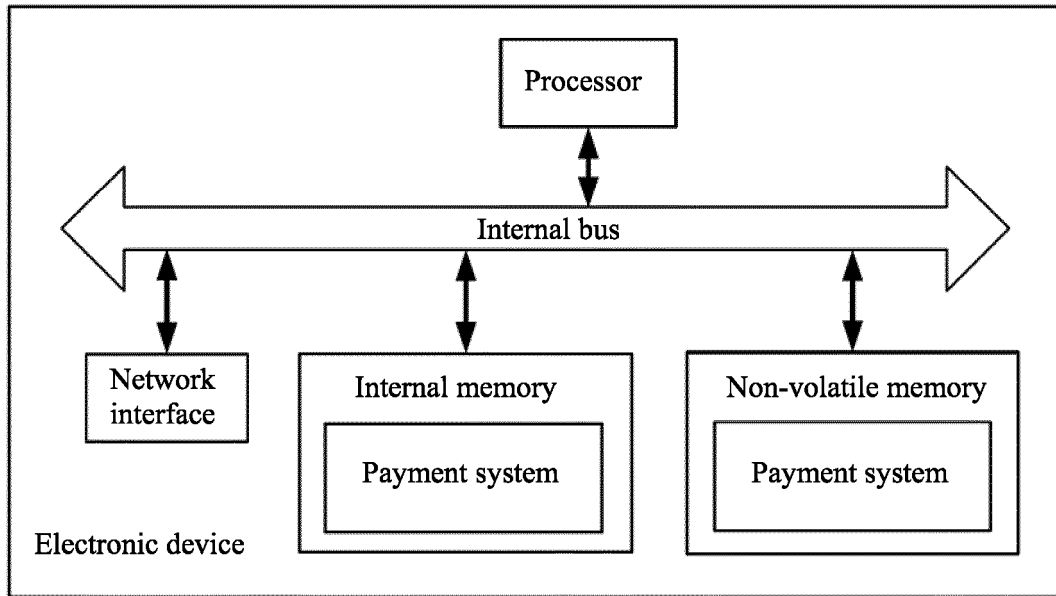 Processor
Internal bus
Network
interface
Internal memory
Payment system
Non-volatile memory
Payment system
Electronic device